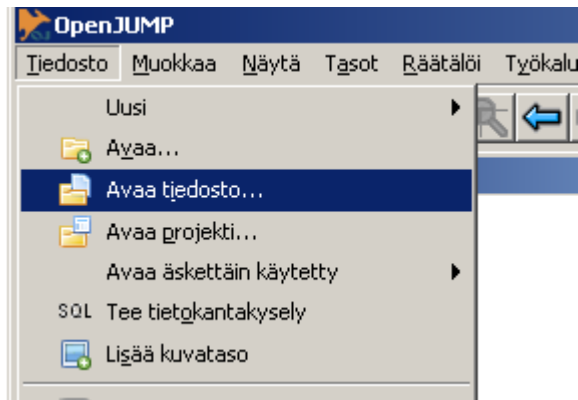 OpenJUMP
Tiedosto Muokkaa Näytä Tasot Räätälöi Työkalu
Uusi
Avaa...
Avaa tiedosto...
Avaa projekti...
Avaa äskettäin käytetty
SQL Tee tietokantakysely
Lisää kuvataso